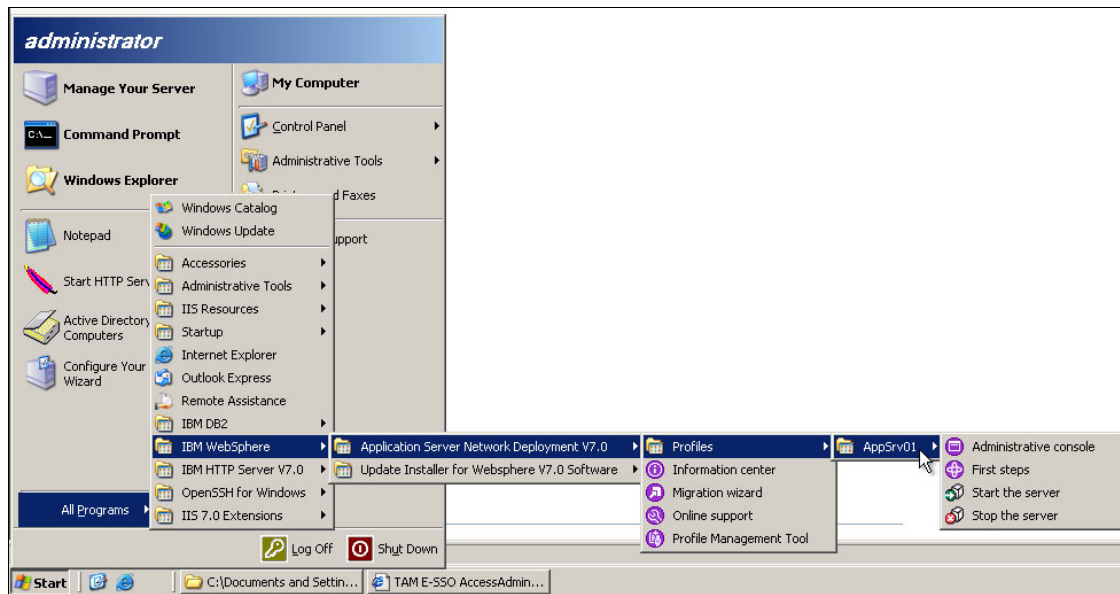 administrator
Manage Your Server
Command Prompt
Windows Explorer
Notepad
Start HTTP Serv
Active Directory
Computers
Configure Your
Wizard
All Programs
My Computer
Control Panel
Administrative Tools
d Faxes
upport
Windows Catalog
Windows Update
Accessories
Administrative Tools
IIS Resources
Startup
Internet Explorer
Outlook Express
Remote Assistance
IBM DB2
IBM WebSphere
IBM HTTP Server V7.0
OpenSSH for Windows
IIS 7.0 Extensions
Application Server Network Deployment V7.0
Update Installer for Websphere V7.0 Software
Profiles
Information center
Migration wizard
Online support
Profile Management Tool
AppSrv01
Administrative console
First steps
Start the server
Stop the server
Log Off
Shut Down
Start
C:\Documents and Settin...
TAM E-SSO AccessAdmin...